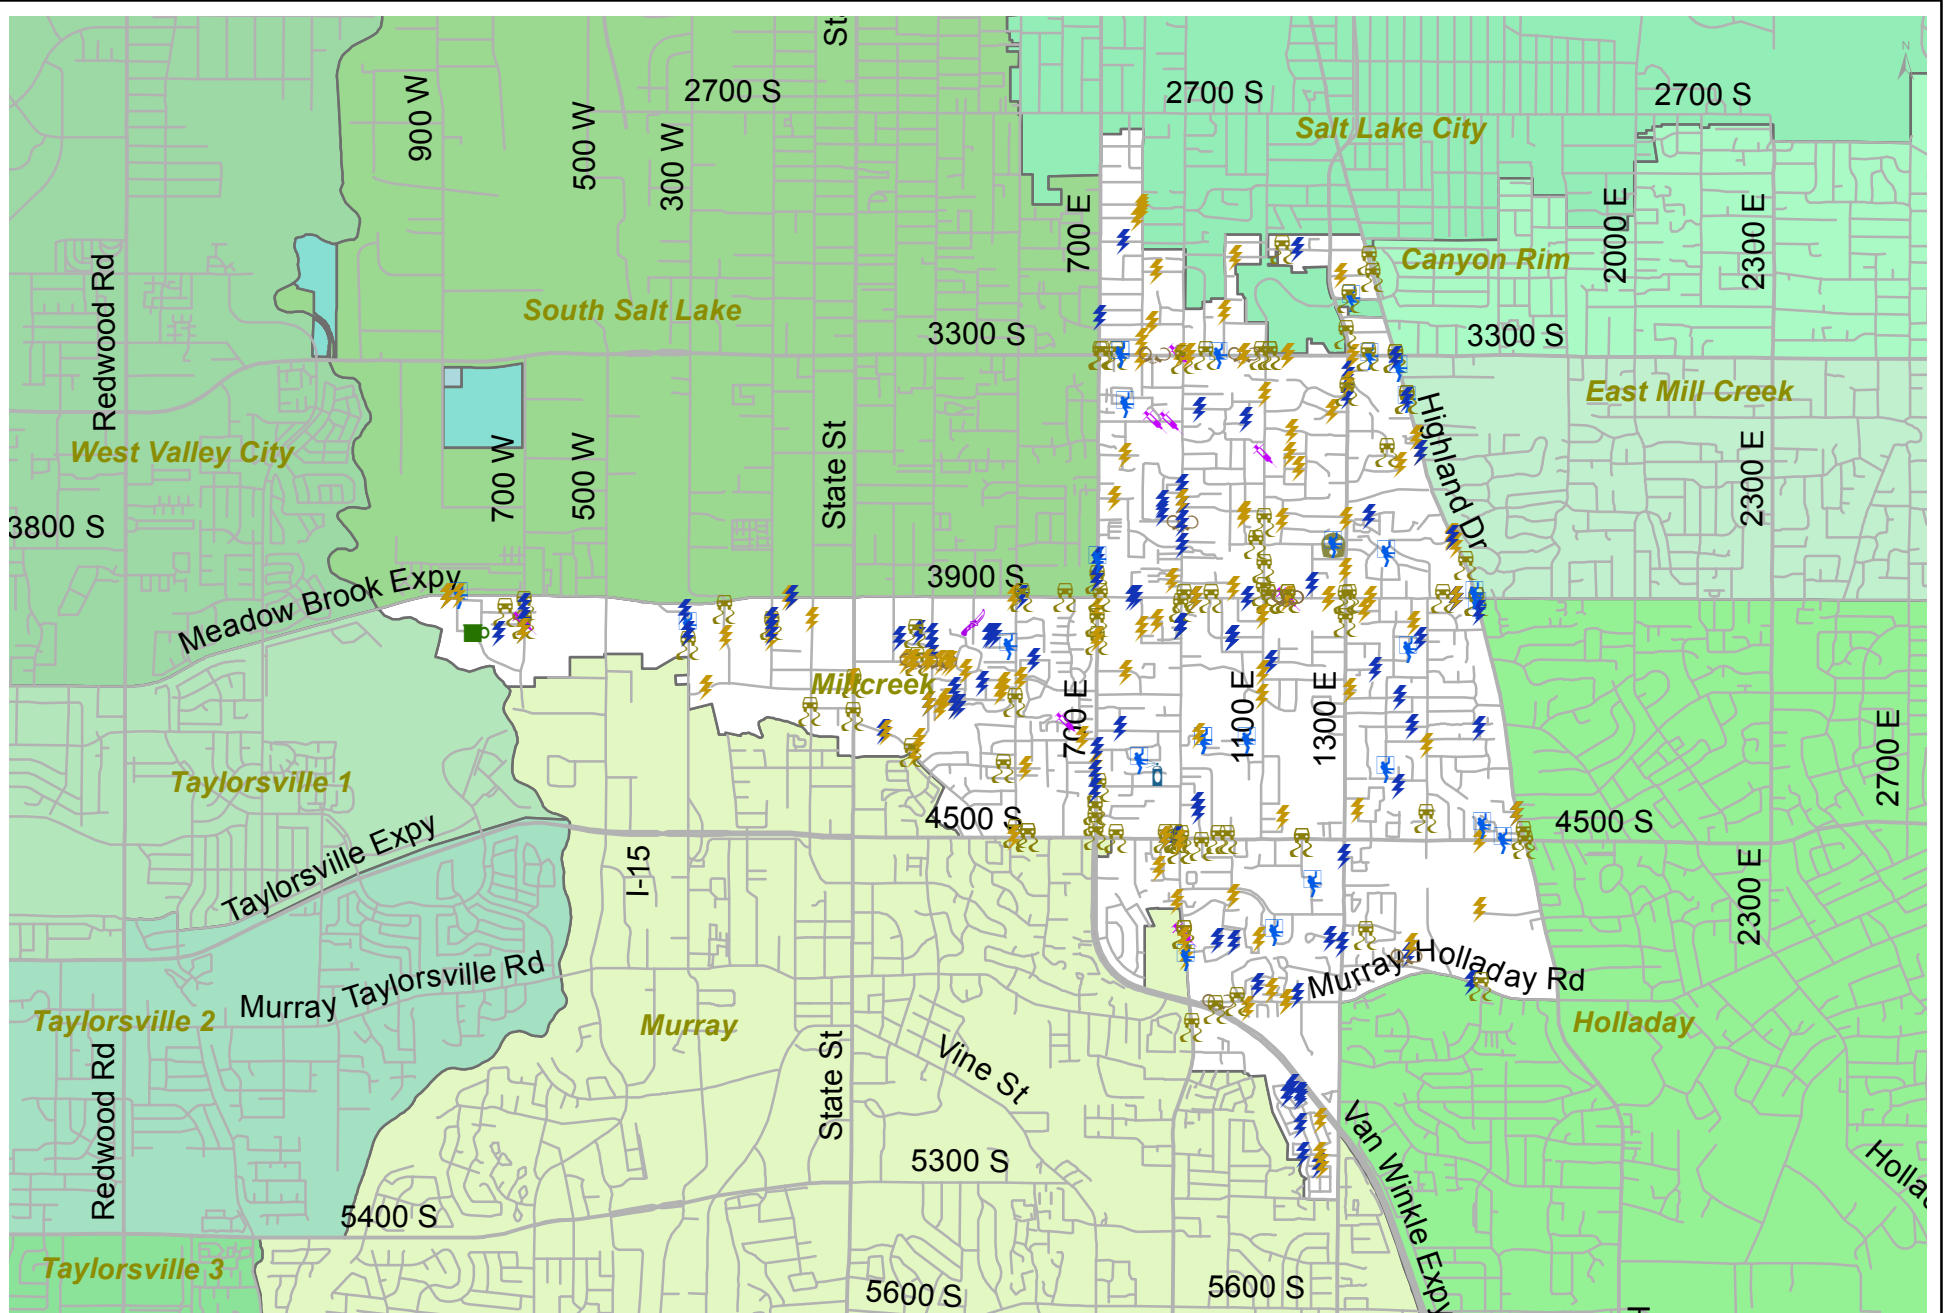 St
N
900 W
2700 S
2700 S
2700 S
500 W
300 W
Salt Lake City
Redwood Rd
700 E
2000 E
2300 E
Canyon Rim
South Salt Lake
3300 S
3300 S
East Mill Creek
West Valley City
700 W
500 W
State St
Highland Dr
2300 E
3800 S
Meadow Brook Expy
3900 S
Millcreek
700 E
1100 E
1300 E
2700 E
Taylorsville 1
4500 S
4500 S
Taylorsville Expy
I-15
2300 E
Murray Taylorsville Rd
Murray-Holladay Rd
Taylorsville 2
Murray
Holladay
Redwood Rd
State St
Vine St
Van Winkle Expy
5300 S
5400 S
Taylorsville 3
5600 S
5600 S